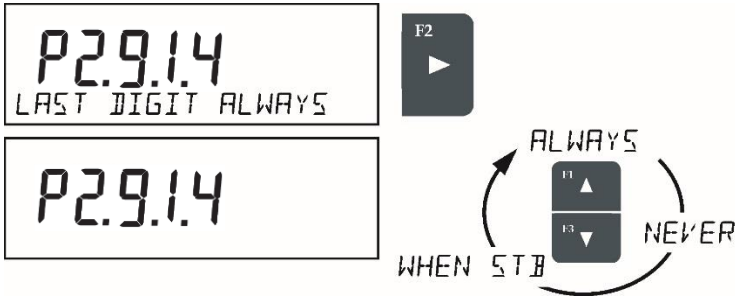 P2.9.1.4
LAST DIGIT ALWAYS
F2
P2.9.1.4
ALWAYS
F1
F3
NEVER
WHEN STB